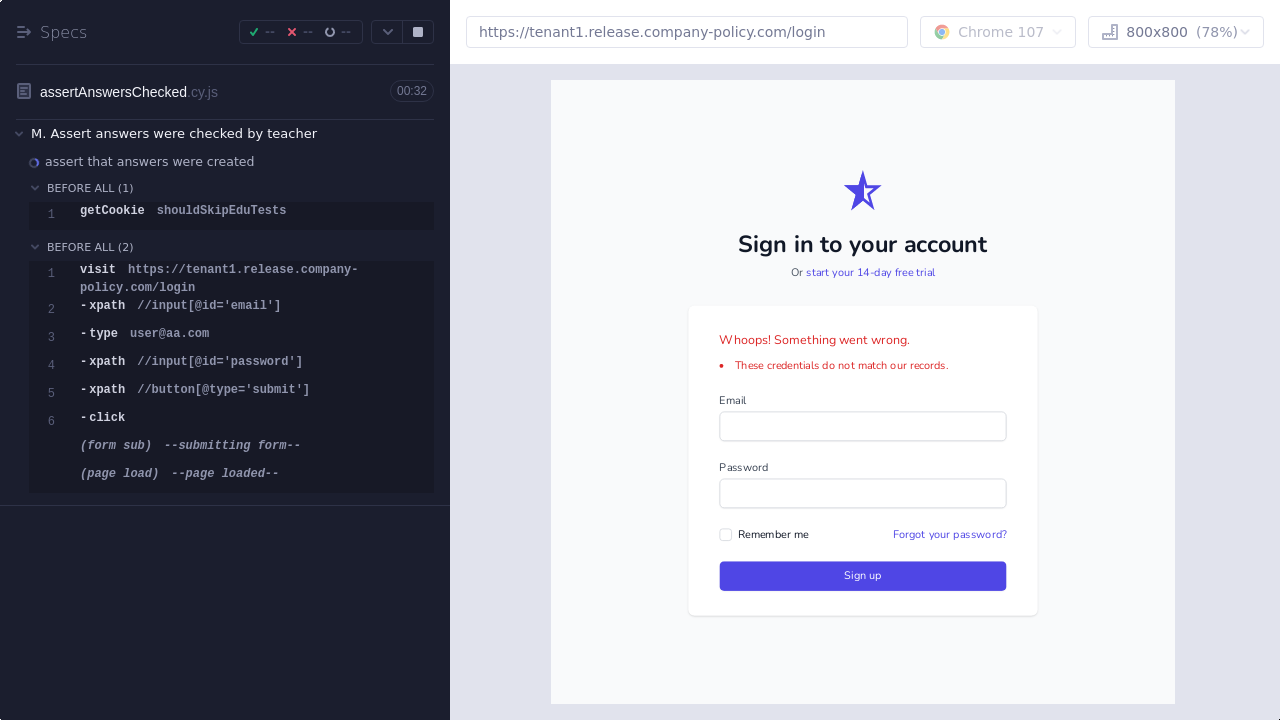 Specs
--
--
--
assertAnswersChecked.cy.js
00:32
M. Assert answers were checked by teacher
assert that answers were created
BEFORE ALL (1)
1 getCookie shouldSkipEduTests
BEFORE ALL (2)
1 visit https://tenant1.release.company-
policy.com/login
2 -xpath //input[@id='email']
3 -type user@aa.com
4 -xpath //input[@id='password']
5 -xpath //button[@type='submit']
6 -click
(form sub) --submitting form--
(page load) --page loaded--
https://tenant1.release.company-policy.com/login
Chrome 107
800x800 (78%)
Sign in to your account
Or start your 14-day free trial
Whoops! Something went wrong.
• These credentials do not match our records.
Email
Password
Remember me
Forgot your password?
Sign up